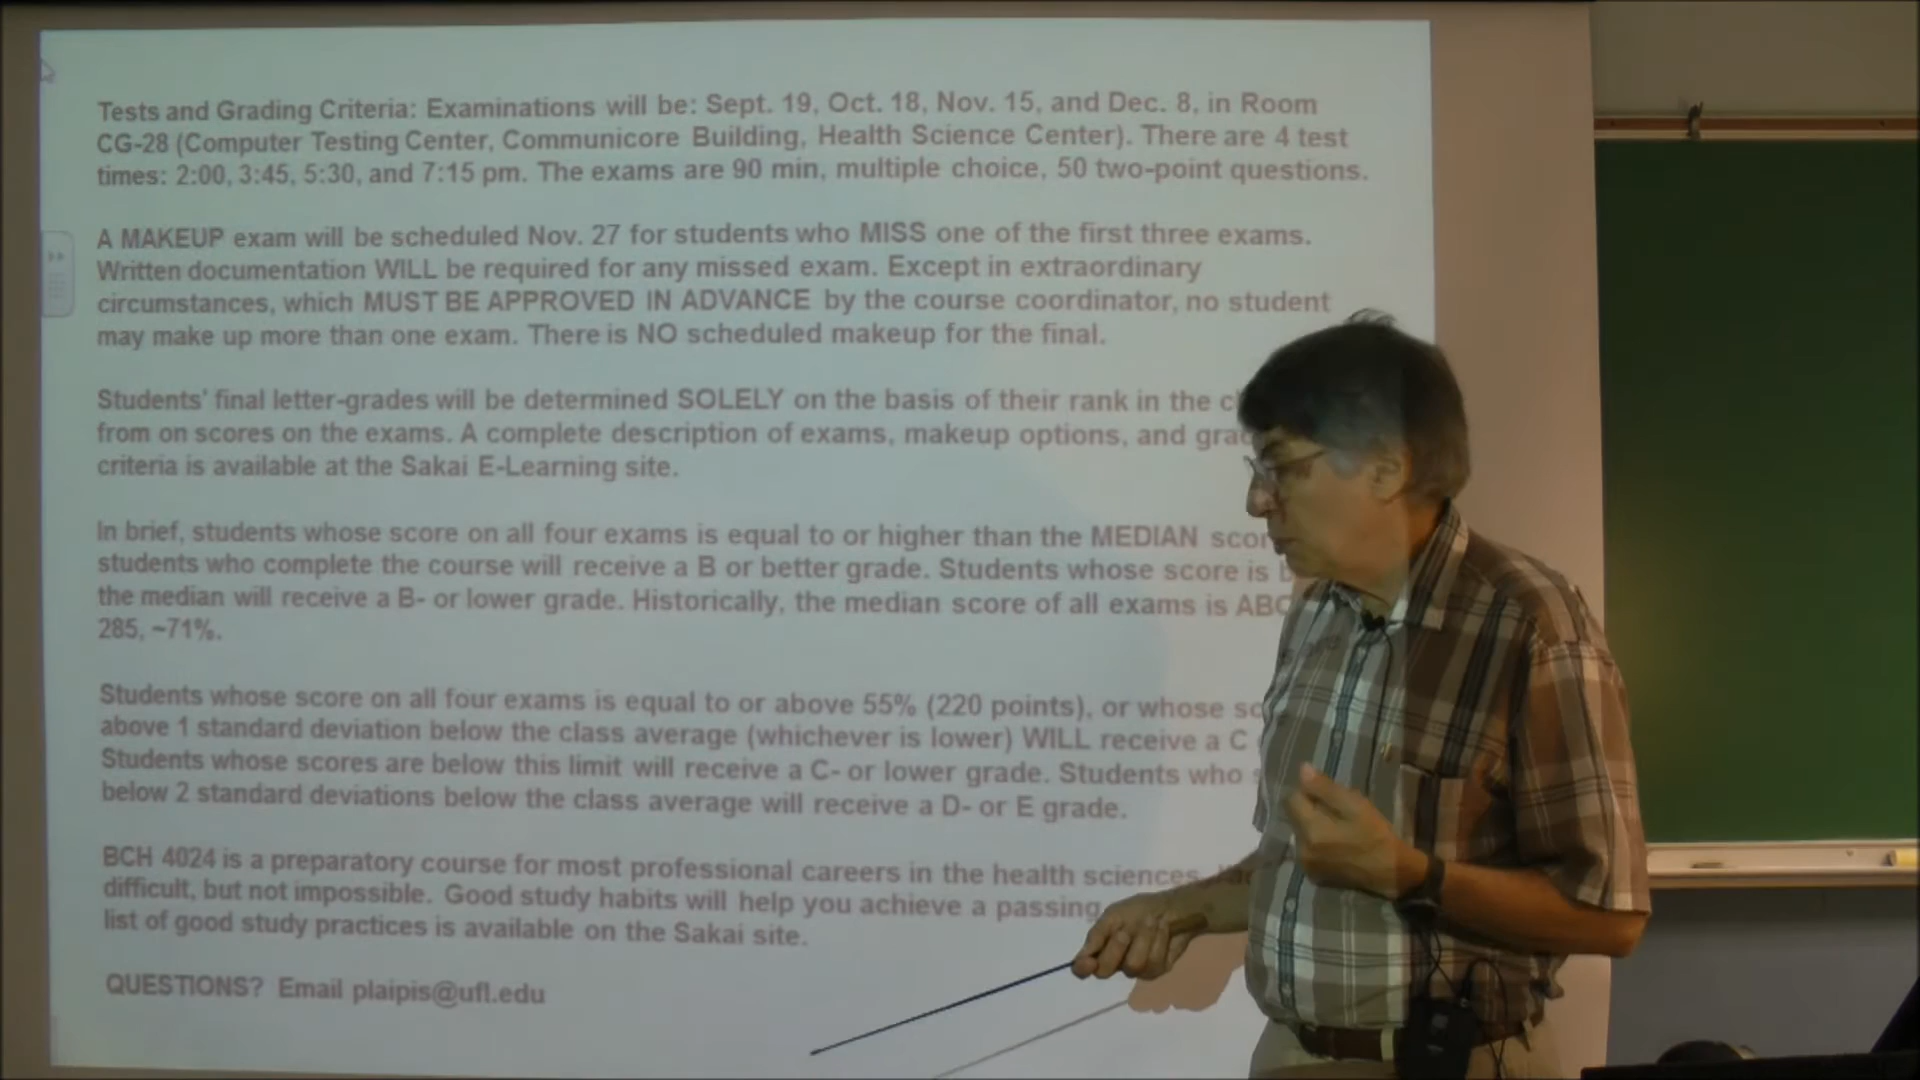 Tests and Grading Criteria: Examinations will be: Sept. 19, Oct. 18, Nov. 15, and Dec. 8, in Room
CG-28 (Computer Testing Center, Communicore Building, Health Science Center). There are 4 test
times: 2:00, 3:45, 5:30, and 7:15 pm. The exams are 90 min, multiple choice, 50 two-point questions.
A MAKEUP exam will be scheduled Nov. 27 for students who MISS one of the first three exams.
Written documentation WILL be required for any missed exam. Except in extraordinary
circumstances, which MUST BE APPROVED IN ADVANCE by the course coordinator, no student
may make up more than one exam. There is NO scheduled makeup for the final.
Students' final letter-grades will be determined SOLELY on the basis of their rank in the
from on scores on the exams. A complete description of exams, makeup options, and
criteria is available at the Sakai E-Learning site.
In brief, students whose score on all four exams is equal to or higher than the MEDIAN
students who complete the course will receive a B or better grade. Students whose score is
the median will receive a B- or lower grade. Historically, the median score of all exams is
285, ~71%.
Students whose score on all four exams is equal to or above 55% (220 points), or whose
above 1 standard deviation below the class average (whichever is lower) WILL receive a C
Students whose scores are below this limit will receive a C- or lower grade. Students who
below 2 standard deviations below the class average will receive a D- or E grade.
BCH 4024 is a preparatory course for most professional careers in the health sciences,
difficult, but not impossible. Good study habits will help you achieve a passing
list of good study practices is available on the Sakai site.
QUESTIONS? Email plaipis@ufl.edu